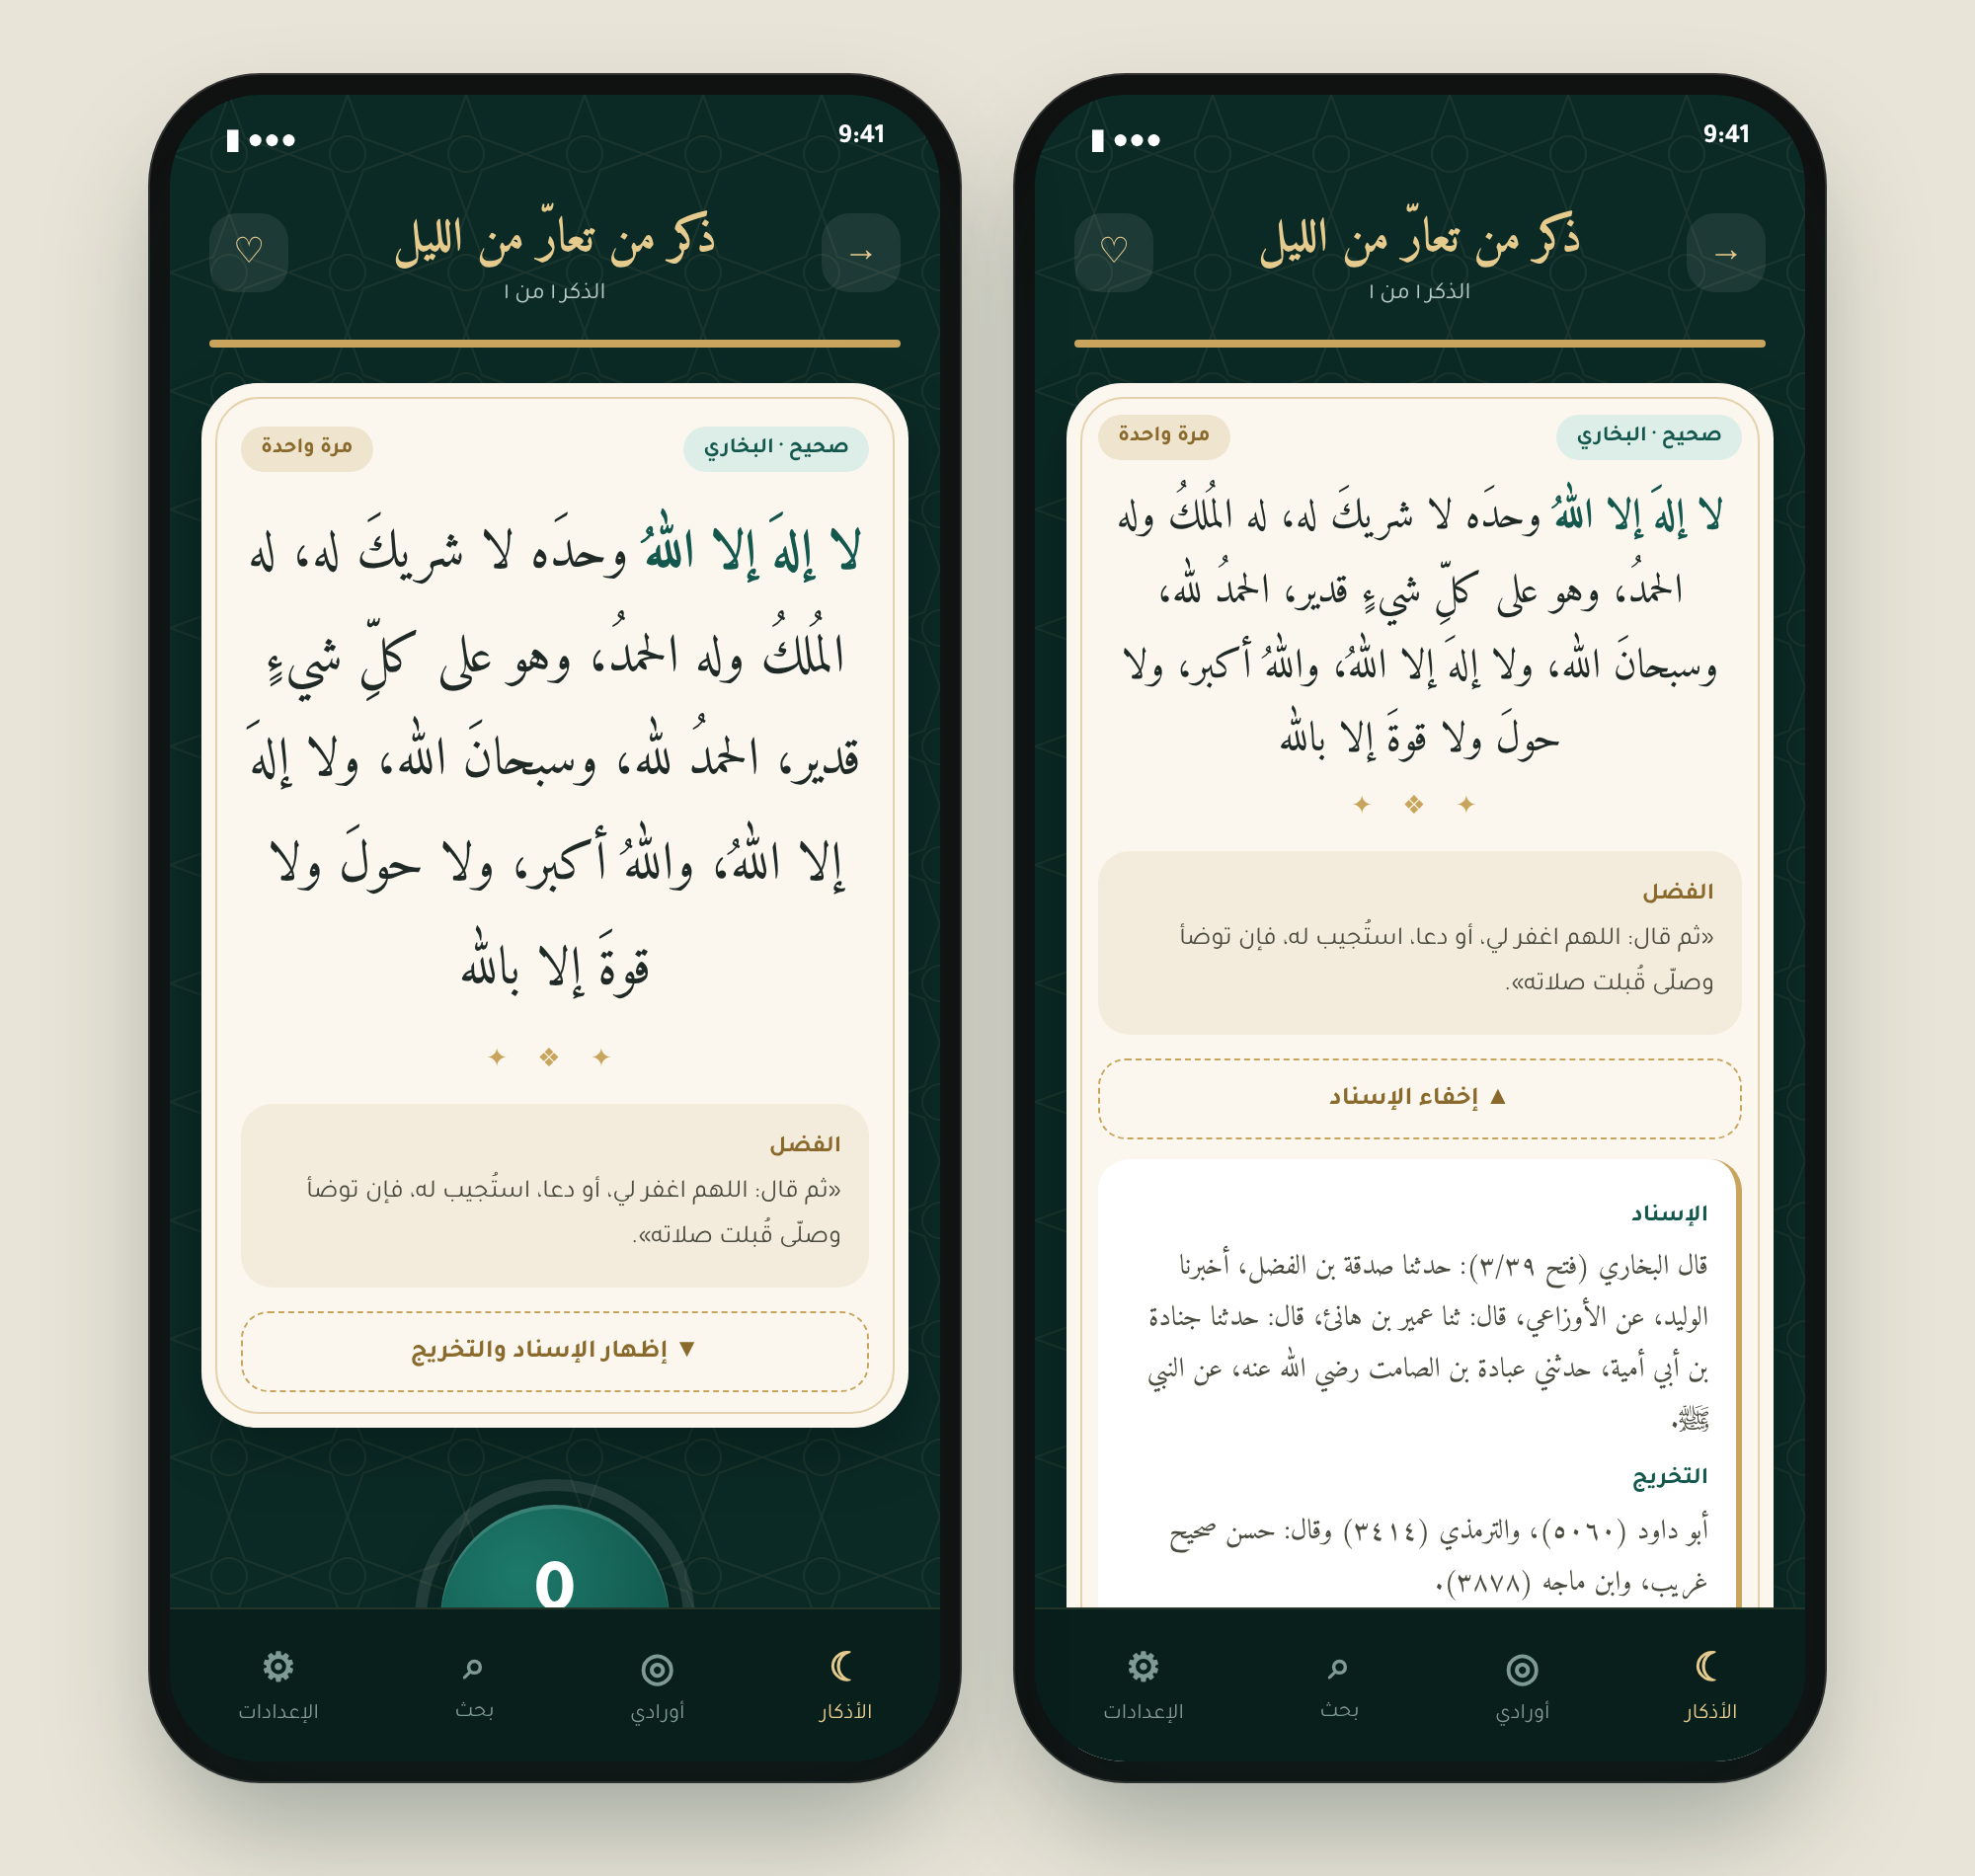 9:41
ذكر من تعارّ من الليل
الذكر ١ من ١
صحيح · البخاري
مرة واحدة
لا إلهَ إلا اللهُ وحدَه لا شريكَ له، له
المُلكُ وله الحمدُ، وهو على كلِّ شيءٍ
قدير، الحمدُ لله، وسبحانَ الله، ولا إلهَ
إلا اللهُ، واللهُ أكبر، ولا حولَ ولا
قوةَ إلا بالله
الفضل
«ثم قال: اللهم اغفر لي، أو دعا، استُجيب له، فإن توضأ
وصلّى قُبلت صلاته».
▼ إظهار الإسناد والتخريج
0
الأذكار
أورادي
بحث
الإعدادات
9:41
ذكر من تعارّ من الليل
الذكر ١ من ١
صحيح · البخاري
مرة واحدة
لا إلهَ إلا اللهُ وحدَه لا شريكَ له، له المُلكُ وله
الحمدُ، وهو على كلِّ شيءٍ قدير، الحمدُ لله،
وسبحانَ الله، ولا إلهَ إلا اللهُ، واللهُ أكبر، ولا
حولَ ولا قوةَ إلا بالله
الفضل
«ثم قال: اللهم اغفر لي، أو دعا، استُجيب له، فإن توضأ
وصلّى قُبلت صلاته».
▲ إخفاء الإسناد
الإسناد
قال البخاري (فتح ٣/٣٩): حدثنا صدقة بن الفضل، أخبرنا
الوليد، عن الأوزاعي، قال: ثنا عمير بن هانئ، قال: حدثنا جنادة
بن أبي أمية، حدثني عبادة بن الصامت رضي الله عنه، عن النبي
ﷺ.
التخريج
أبو داود (٥٠٦٠)، والترمذي (٣٤١٤) وقال: حسن صحيح
غريب، وابن ماجه (٣٨٧٨).
الأذكار
أورادي
بحث
الإعدادات